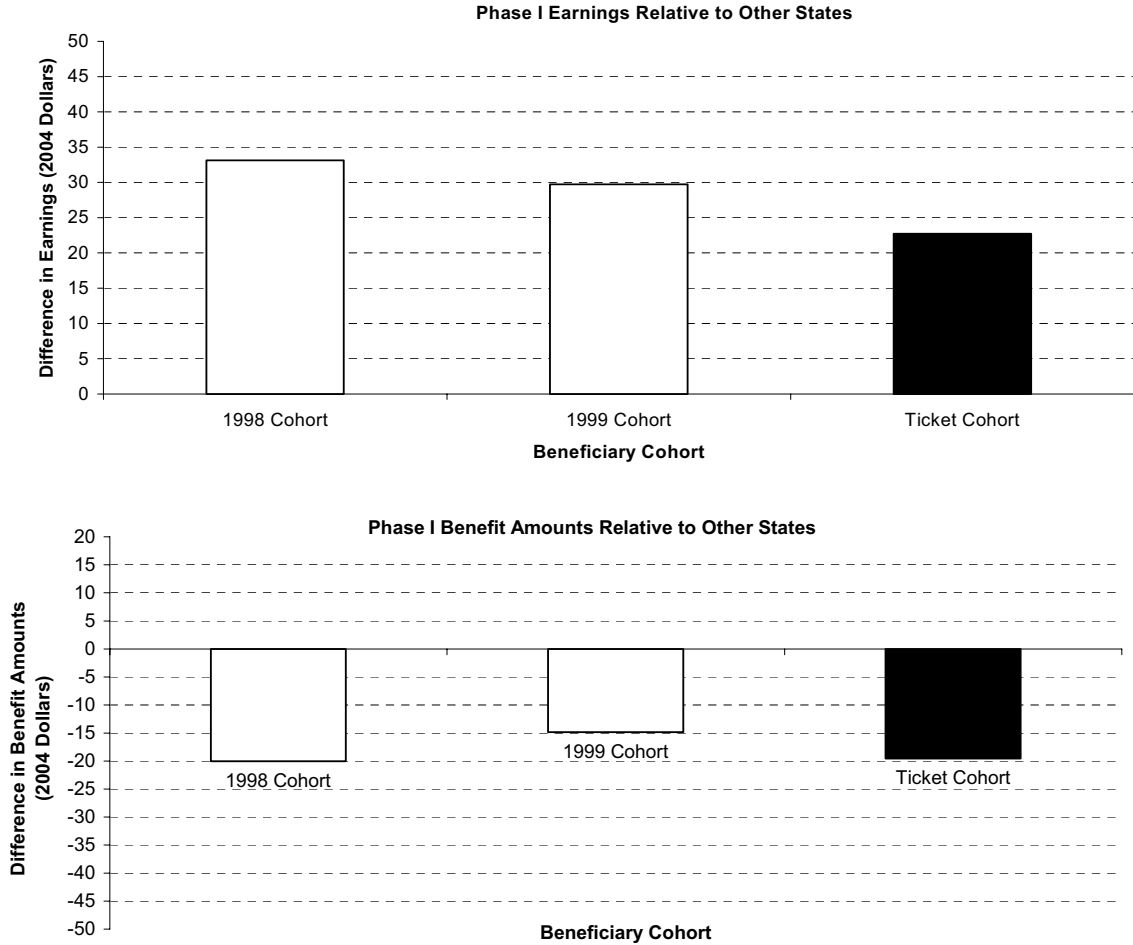 Phase I Earnings Relative to Other States
Difference in Earnings (2004 Dollars)
50
45
40
35
30
25
20
15
10
5
0
1998 Cohort
1999 Cohort
Ticket Cohort
Beneficiary Cohort
Phase I Benefit Amounts Relative to Other States
Difference in Benefit Amounts
(2004 Dollars)
20
15
10
5
0
-5
-10
-15
-20
-25
-30
-35
-40
-45
-50
1998 Cohort
1999 Cohort
Ticket Cohort
Beneficiary Cohort